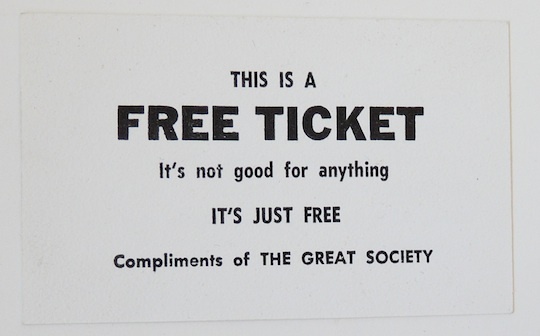 THIS IS A
FREE TICKET
It's not good for anything
IT'S JUST FREE
Compliments of THE GREAT SOCIETY